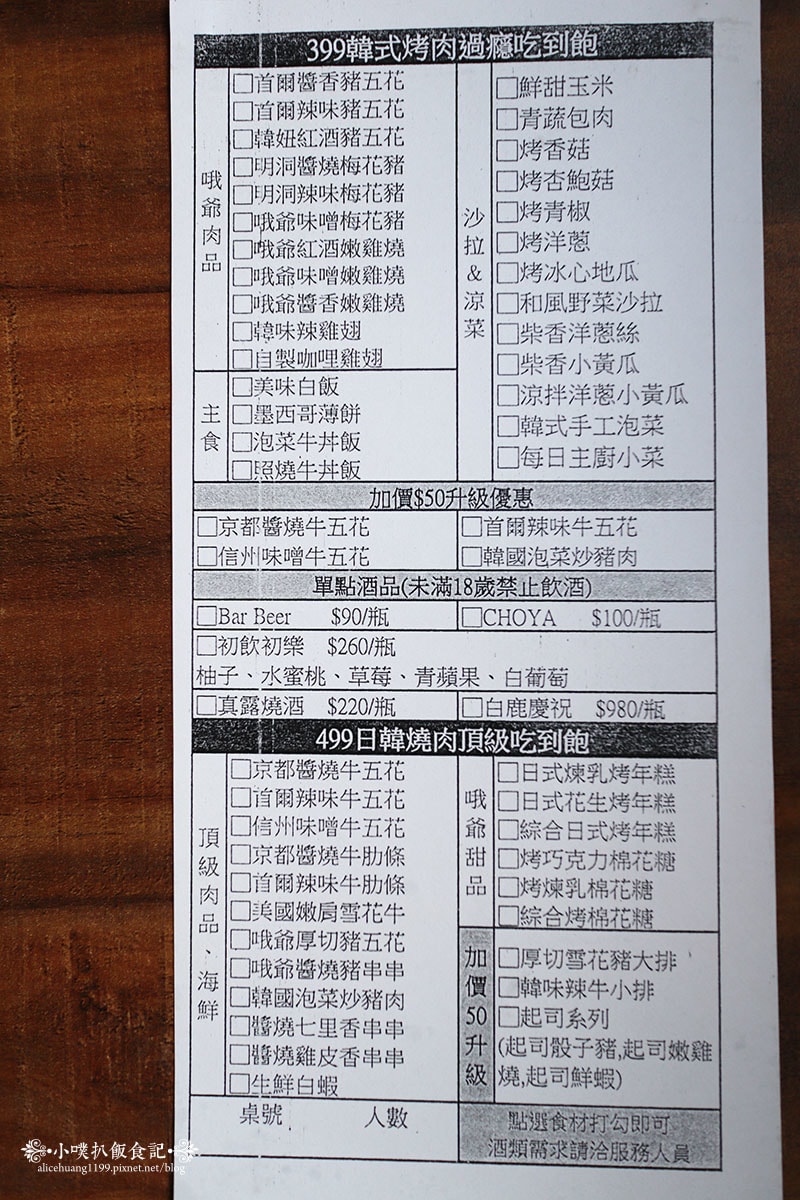 399韓式烤肉過癮吃到飽
哦爺肉品
□首爾醬香豬五花
□首爾辣味豬五花
□韓妞紅酒豬五花
□明洞醬燒梅花豬
□明洞辣味梅花豬
□哦爺味噌梅花豬
□哦爺紅酒嫩雞燒
□哦爺味噌嫩雞燒
□哦爺醬香嫩雞燒
□韓味辣雞翅
□自製咖哩雞翅
主食
□美味白飯
□墨西哥薄餅
□泡菜牛丼飯
□照燒牛丼飯
沙拉&涼菜
□鮮甜玉米
□青蔬包肉
□烤香菇
□烤杏鮑菇
□烤青椒
□烤洋蔥
□烤冰心地瓜
□和風野菜沙拉
□柴香洋蔥絲
□柴香小黃瓜
□涼拌洋蔥小黃瓜
□韓式手工泡菜
□每日主廚小菜
加價$50升級優惠
□京都醬燒牛五花 □首爾辣味牛五花
□信州味噌牛五花 □韓國泡菜炒豬肉
單點酒品(未滿18歲禁止飲酒)
□Bar Beer $90/瓶 □CHOYA $100/瓶
□初飲初樂 $260/瓶
柚子、水蜜桃、草莓、青蘋果、白葡萄
□真露燒酒 $220/瓶 □白鹿慶祝 $980/瓶
499日韓燒肉頂級吃到飽
頂級肉品、海鮮
□京都醬燒牛五花
□首爾辣味牛五花
□信州味噌牛五花
□京都醬燒牛肋條
□首爾辣味牛肋條
□美國嫩肩雪花牛
□哦爺厚切豬五花
□哦爺醬燒豬串串
□韓國泡菜炒豬肉
□醬燒七里香串串
□醬燒雞皮香串串
□生鮮白蝦
哦爺甜品
□日式煉乳烤年糕
□日式花生烤年糕
□綜合日式烤年糕
□烤巧克力棉花糖
□烤煉乳棉花糖
□綜合烤棉花糖
加價50升級
□厚切雪花豬大排
□韓味辣牛小排
□起司系列
(起司骰子豬,起司嫩雞
燒,起司鮮蝦)
桌號 人數
點選食材打勾即可
酒類需求請洽服務人員
·小噗扒飯食記·
alicehuang1199.pixnet.net/blog